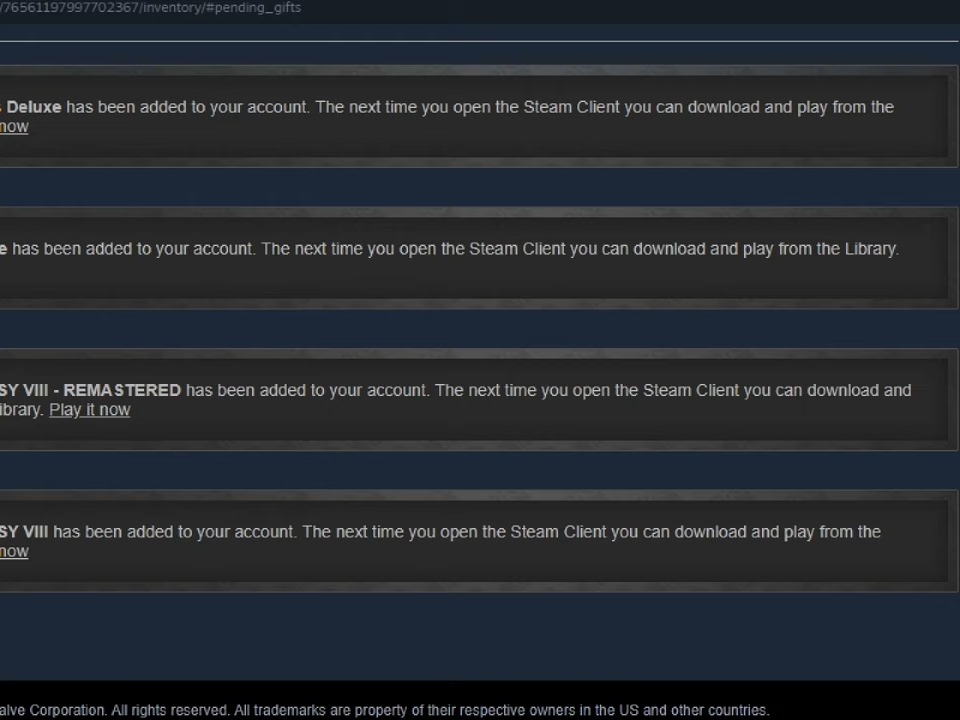 /76561197997702367/inventory/#pending_gifts
s Deluxe has been added to your account. The next time you open the Steam Client you can download and play from the
now
e has been added to your account. The next time you open the Steam Client you can download and play from the Library.
SY VIII - REMASTERED has been added to your account. The next time you open the Steam Client you can download and
ibrary. Play it now
SY VIII has been added to your account. The next time you open the Steam Client you can download and play from the
now
alve Corporation. All rights reserved. All trademarks are property of their respective owners in the US and other countries.